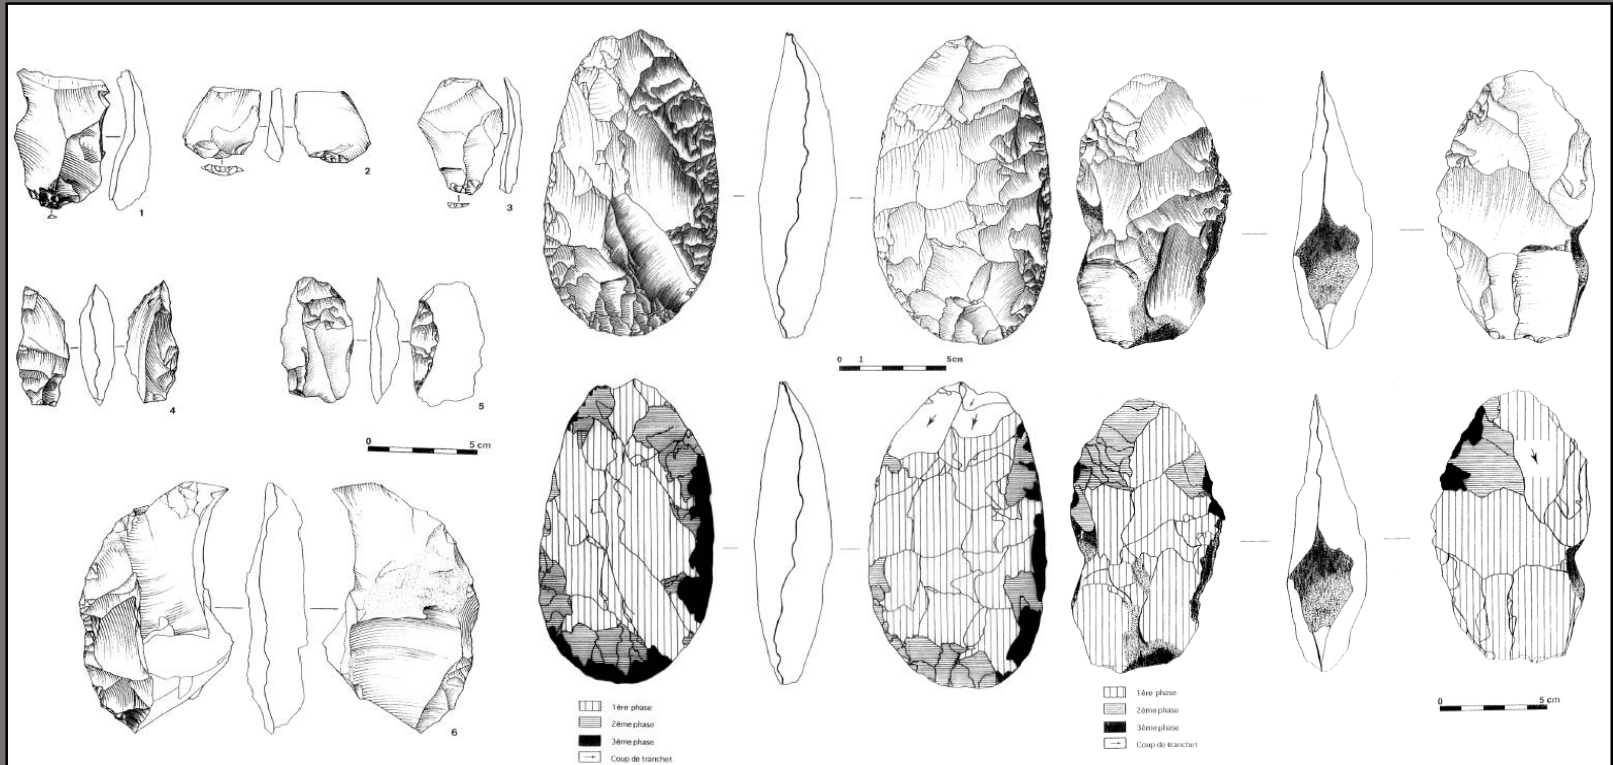 1
2
3
4
5
0 5 cm
6
0 1 5cm
1ère phase
2ème phase
3ème phase
Coup de tranchet
1ère phase
2ème phase
3ème phase
Coup de tranchet
0 5 cm